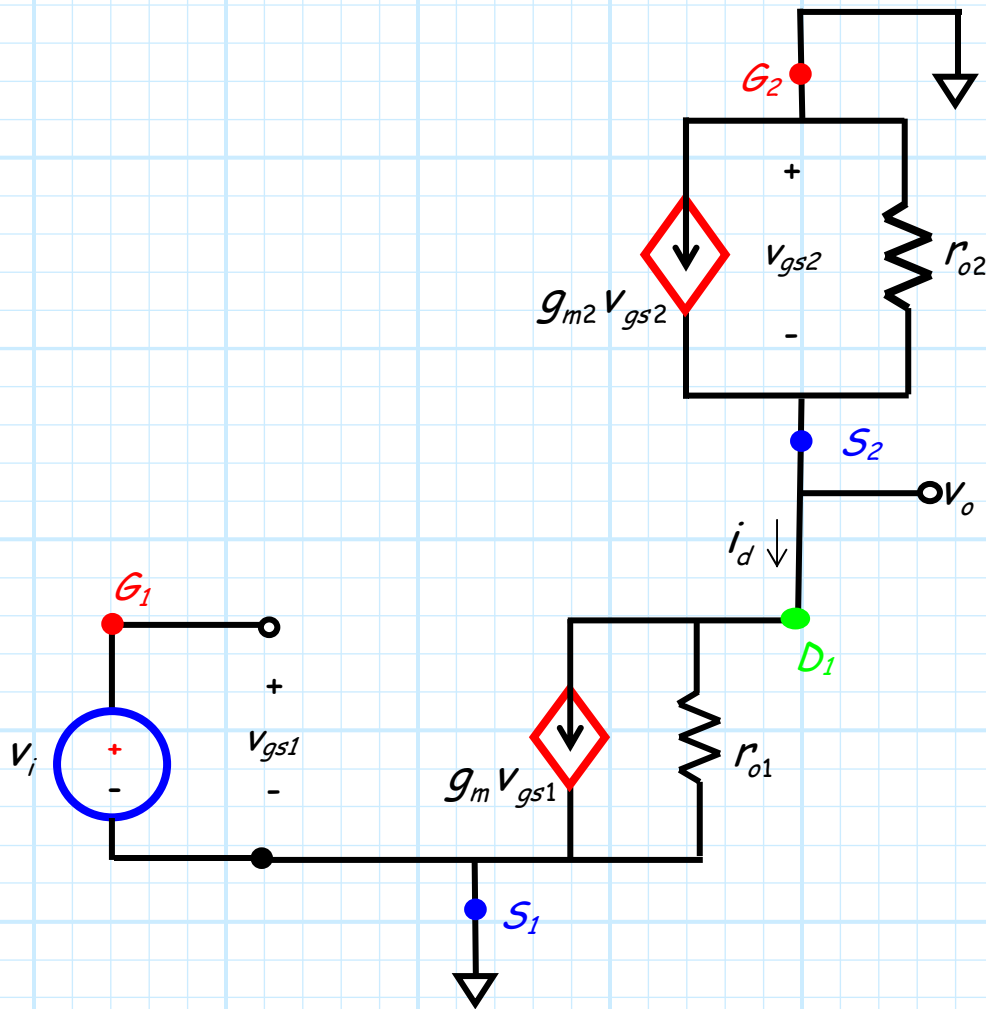 G2
+
vgs2
-
ro2
gm2 vgs2
S2
vo
id
G1
D1
+
vi
+
-
vgs1
-
gm vgs1
ro1
S1